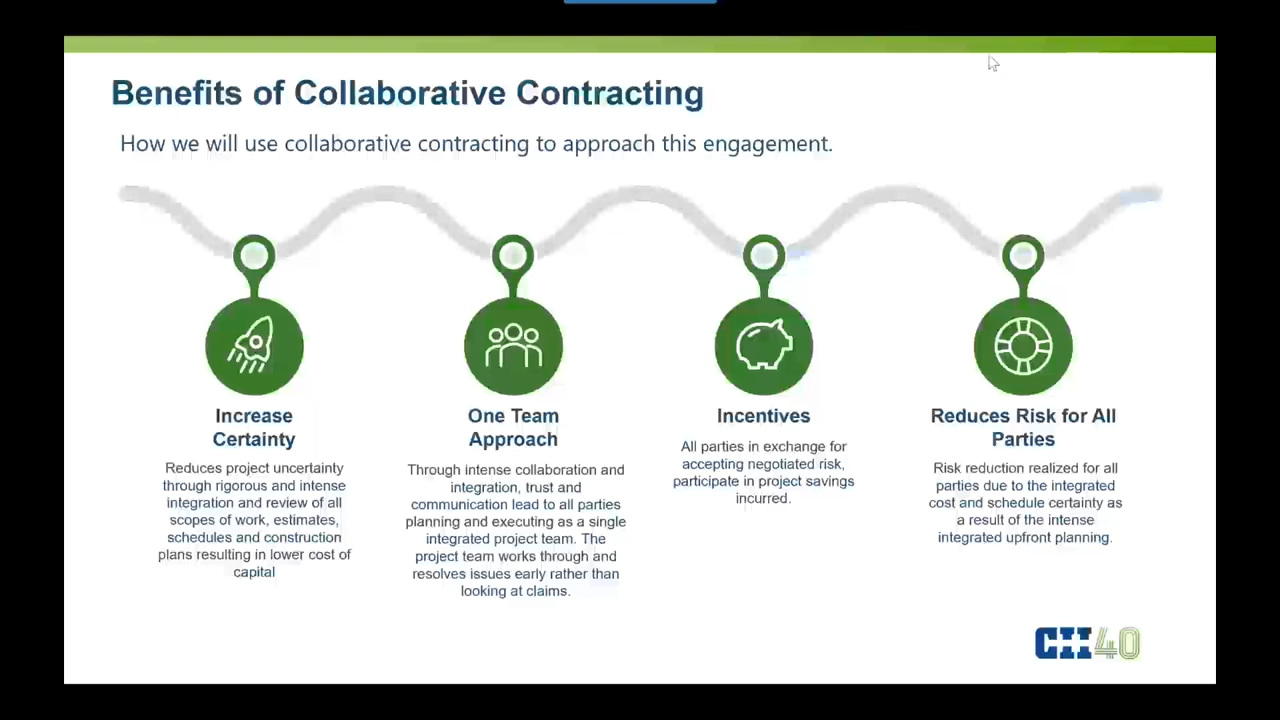 Benefits of Collaborative Contracting
How we will use collaborative contracting to approach this engagement.
Increase
Certainty
Reduces project uncertainty
through rigorous and intense
integration and review of all
scopes of work, estimates,
schedules and construction
plans resulting in lower cost of
capital
One Team
Approach
Through intense collaboration and
integration, trust and
communication lead to all parties
planning and executing as a single
integrated project team. The
project team works through and
resolves issues early rather than
looking at claims.
Incentives
All parties in exchange for
accepting negotiated risk,
participate in project savings
incurred.
Reduces Risk for All
Parties
Risk reduction realized for all
parties due to the integrated
cost and schedule certainty as
a result of the intense
integrated upfront planning.
CII40